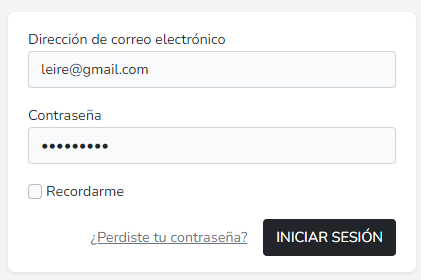 Dirección de correo electrónico
leire@gmail.com
Contraseña
•••••••••
Recordarme
¿Perdiste tu contraseña?
INICIAR SESIÓN